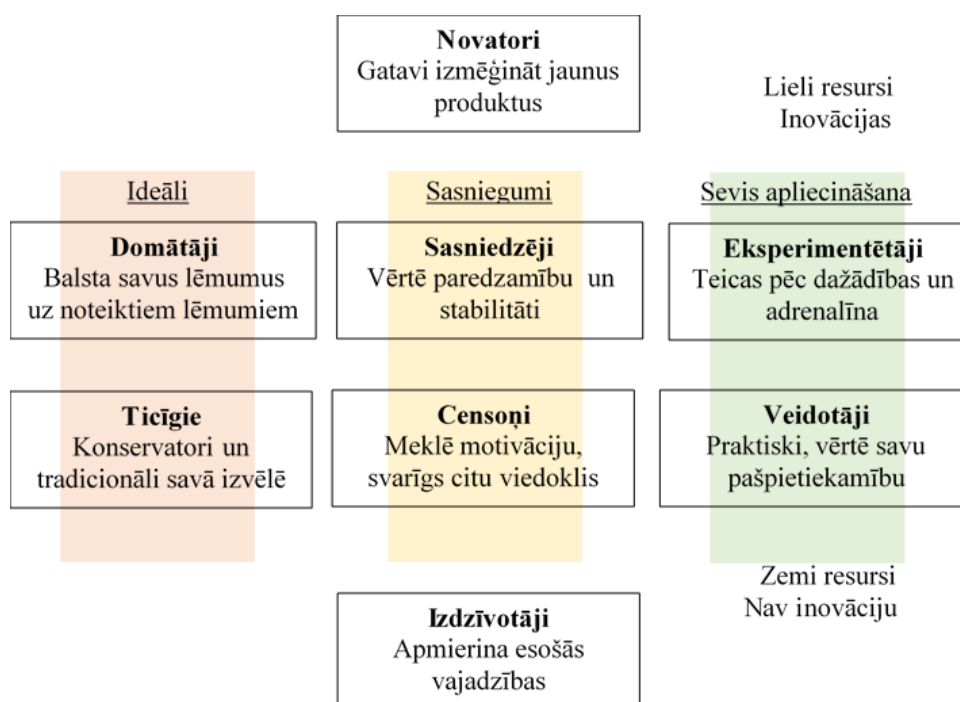 Novatori
Gatavi izmēģināt jaunus
produktus
Lieli resursi
Inovācijas
Ideāli
Sasniegumi
Sevis apliecināšana
Domātāji
Balsta savus lēmumus
uz noteiktiem lēmumiem
Sasniedzēji
Vērtē paredzamību un
stabilitāti
Eksperimentētāji
Teicas pēc dažādības un
adrenalīna
Ticīgie
Konservatori un
tradicionāli savā izvēlē
Censoņi
Meklē motivāciju,
svarīgs citu viedoklis
Veidotāji
Praktiski, vērtē savu
pašpietiekamību
Zemi resursi
Nav inovāciju
Izdzīvotāji
Apmierina esošās
vajadzības